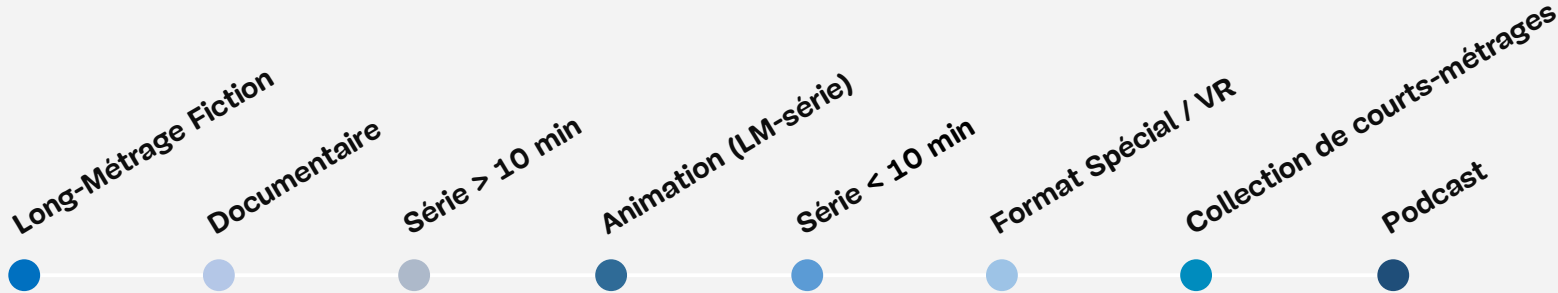 Long-Métrage Fiction
Documentaire
Série > 10 min
Animation (LM-série)
Série < 10 min
Format Spécial / VR
Collection de courts-métrages
Podcast